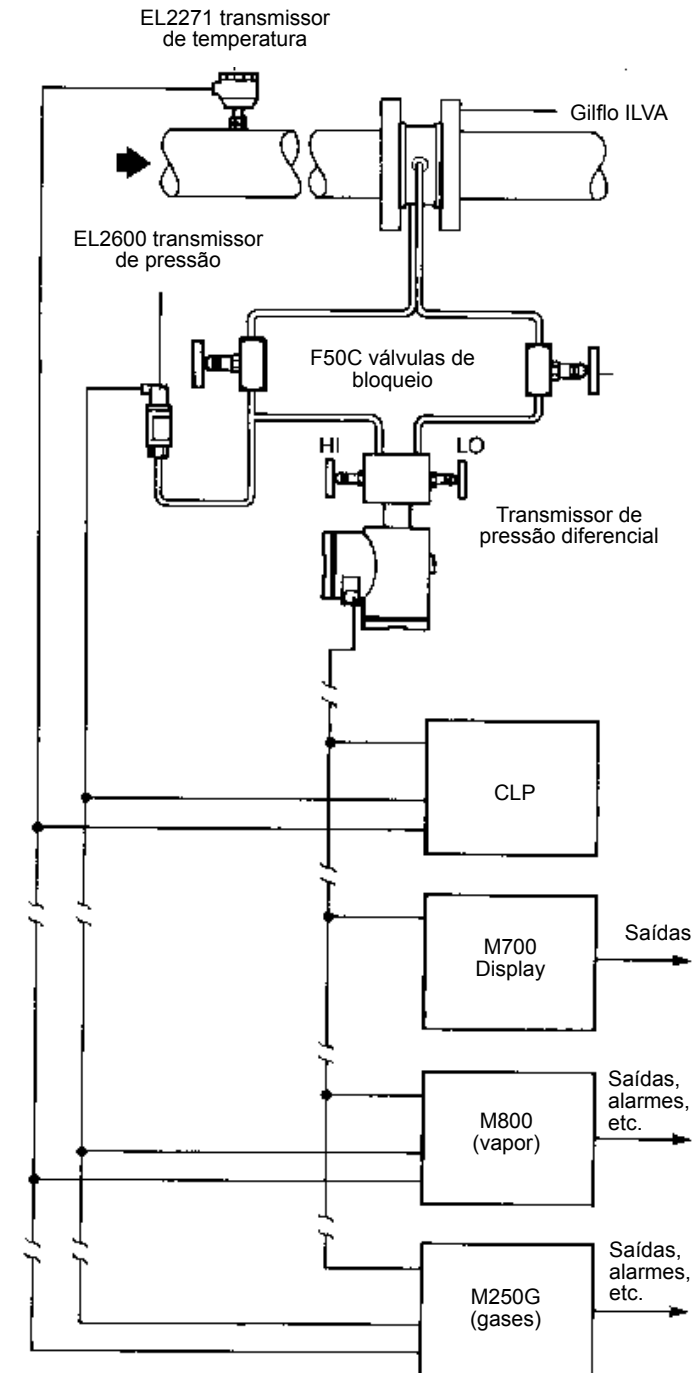 EL2271 transmissor
de temperatura
Gilflo ILVA
EL2600 transmissor
de pressão
F50C válvulas de
bloqueio
HI
LO
Transmissor de
pressão diferencial
CLP
M700
Display
Saídas
M800
(vapor)
Saídas,
alarmes,
etc.
M250G
(gases)
Saídas,
alarmes,
etc.